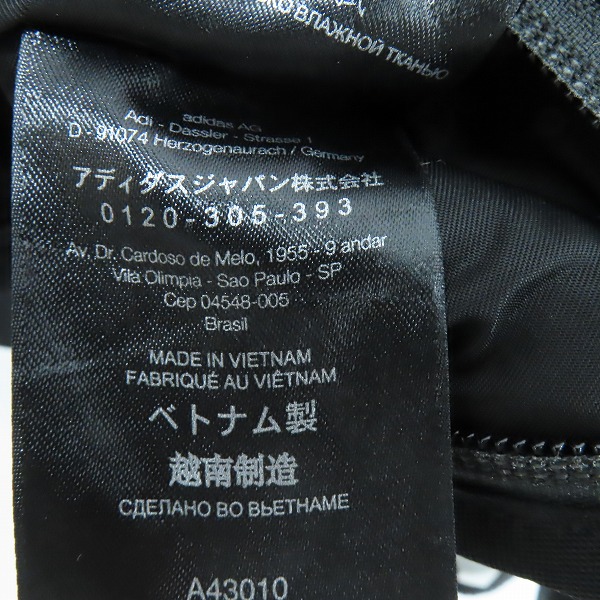 ВЛАЖНОЙ ТКАНЬЮ
adidas AG
Adi - Dassler - Strasse 1
D- 91074 Herzogenaurach / Germany
アディダスジャパン株式会社
0120-305-393
Av. Dr. Cardoso de Melo, 1955 - 9 andar
Vila Olimpia - Sao Paulo - SP
Cep 04548-005
Brasil
MADE IN VIETNAM
FABRIQUÉ AU VIÉTNAM
ベトナム製
越南制造
СДЕЛАНО ВО ВЬЕТНАМЕ
A43010